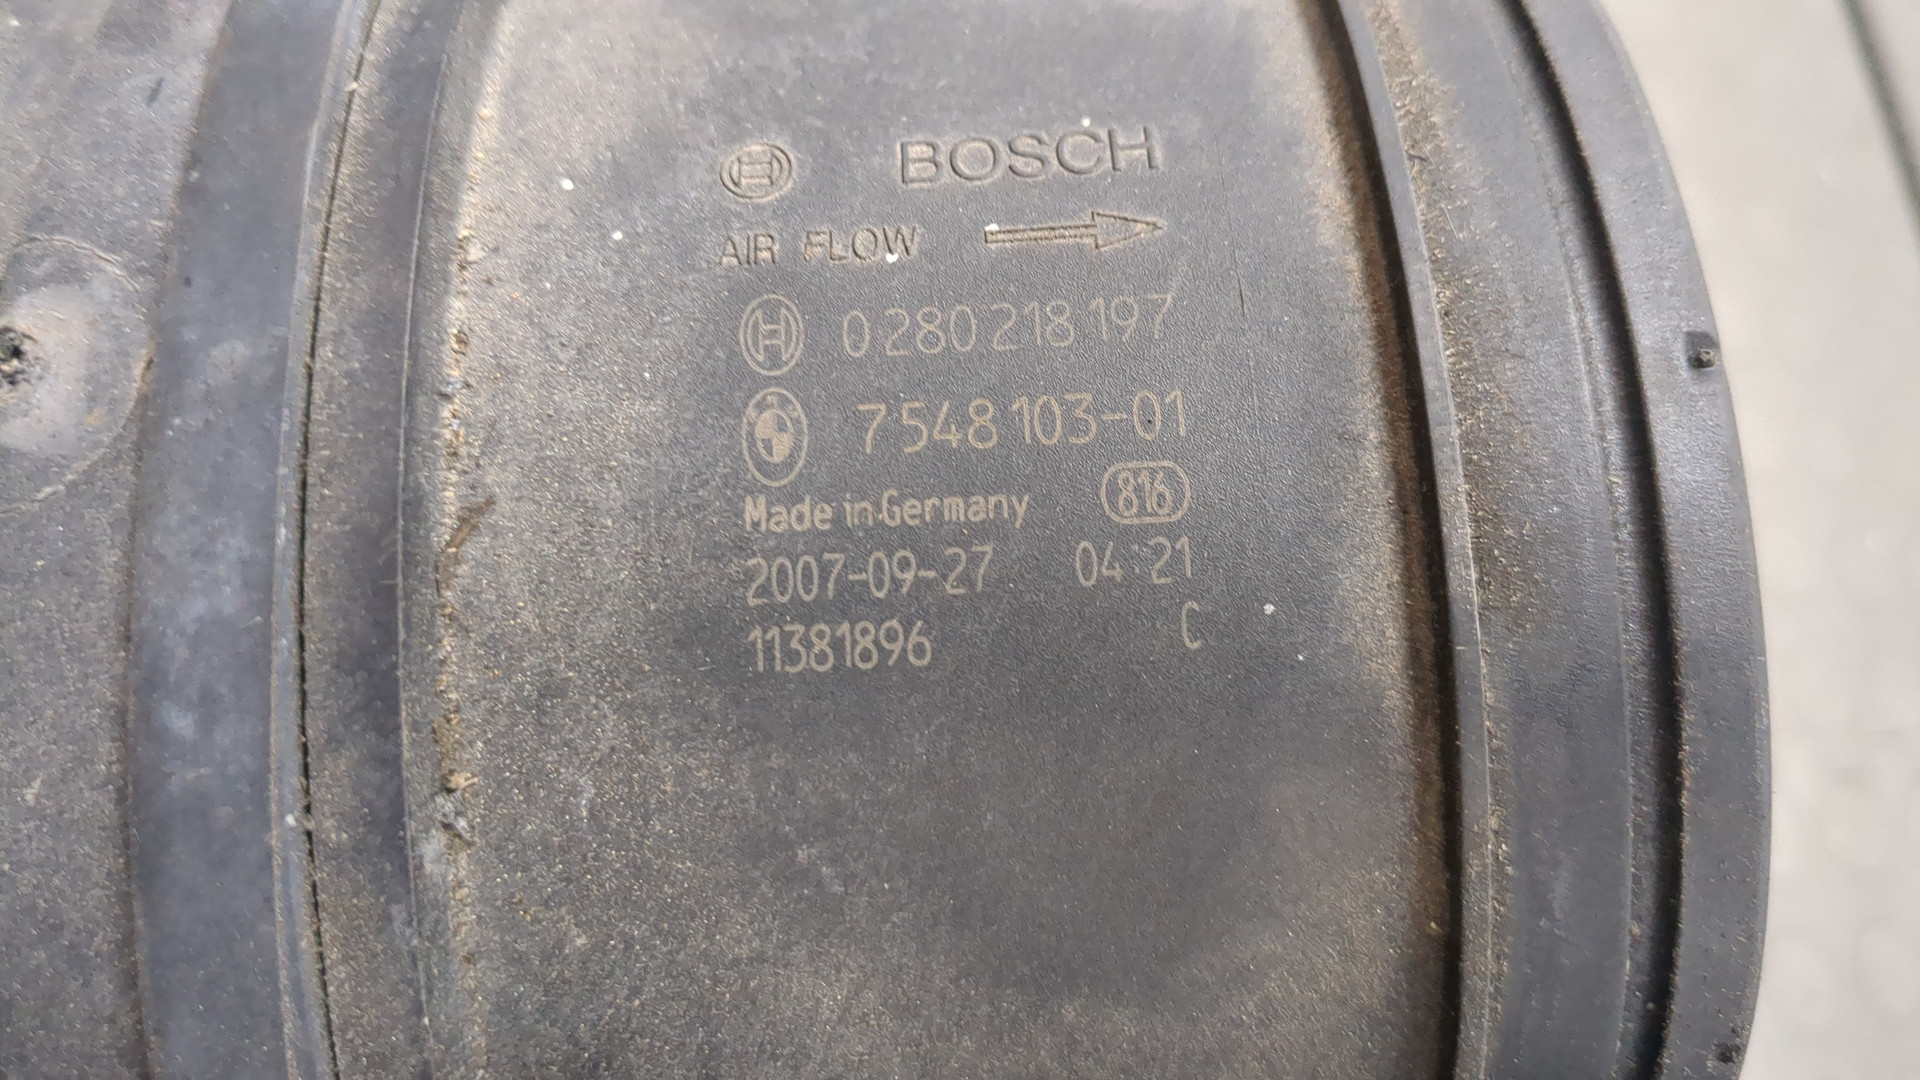 BOSCH
AIR FLOW
0 280 218 197
7 548 103-01
Made in Germany 816
2007-09-27 04:21
11381896 C